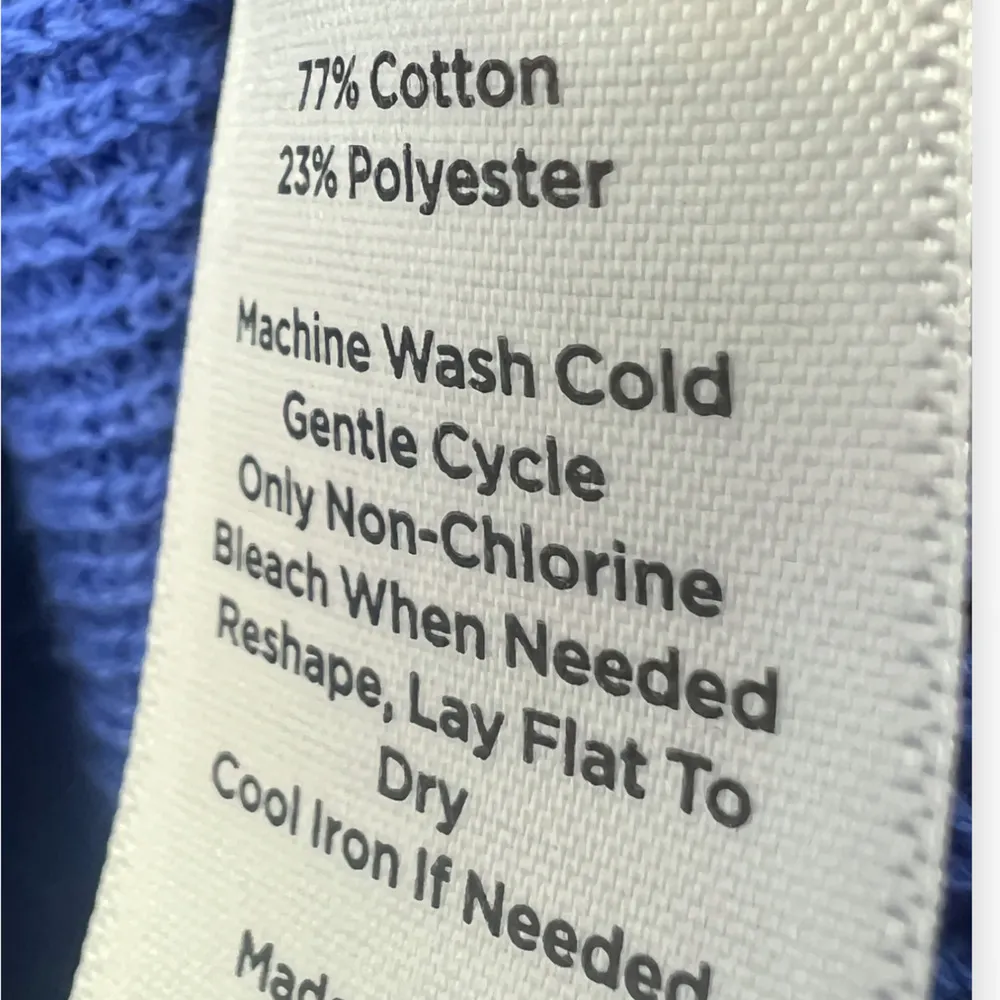 77% Cotton
23% Polyester
Machine Wash Cold
Gentle Cycle
Only Non-Chlorine
Bleach When Needed
Reshape, Lay Flat To
Dry
Cool Iron If Needed